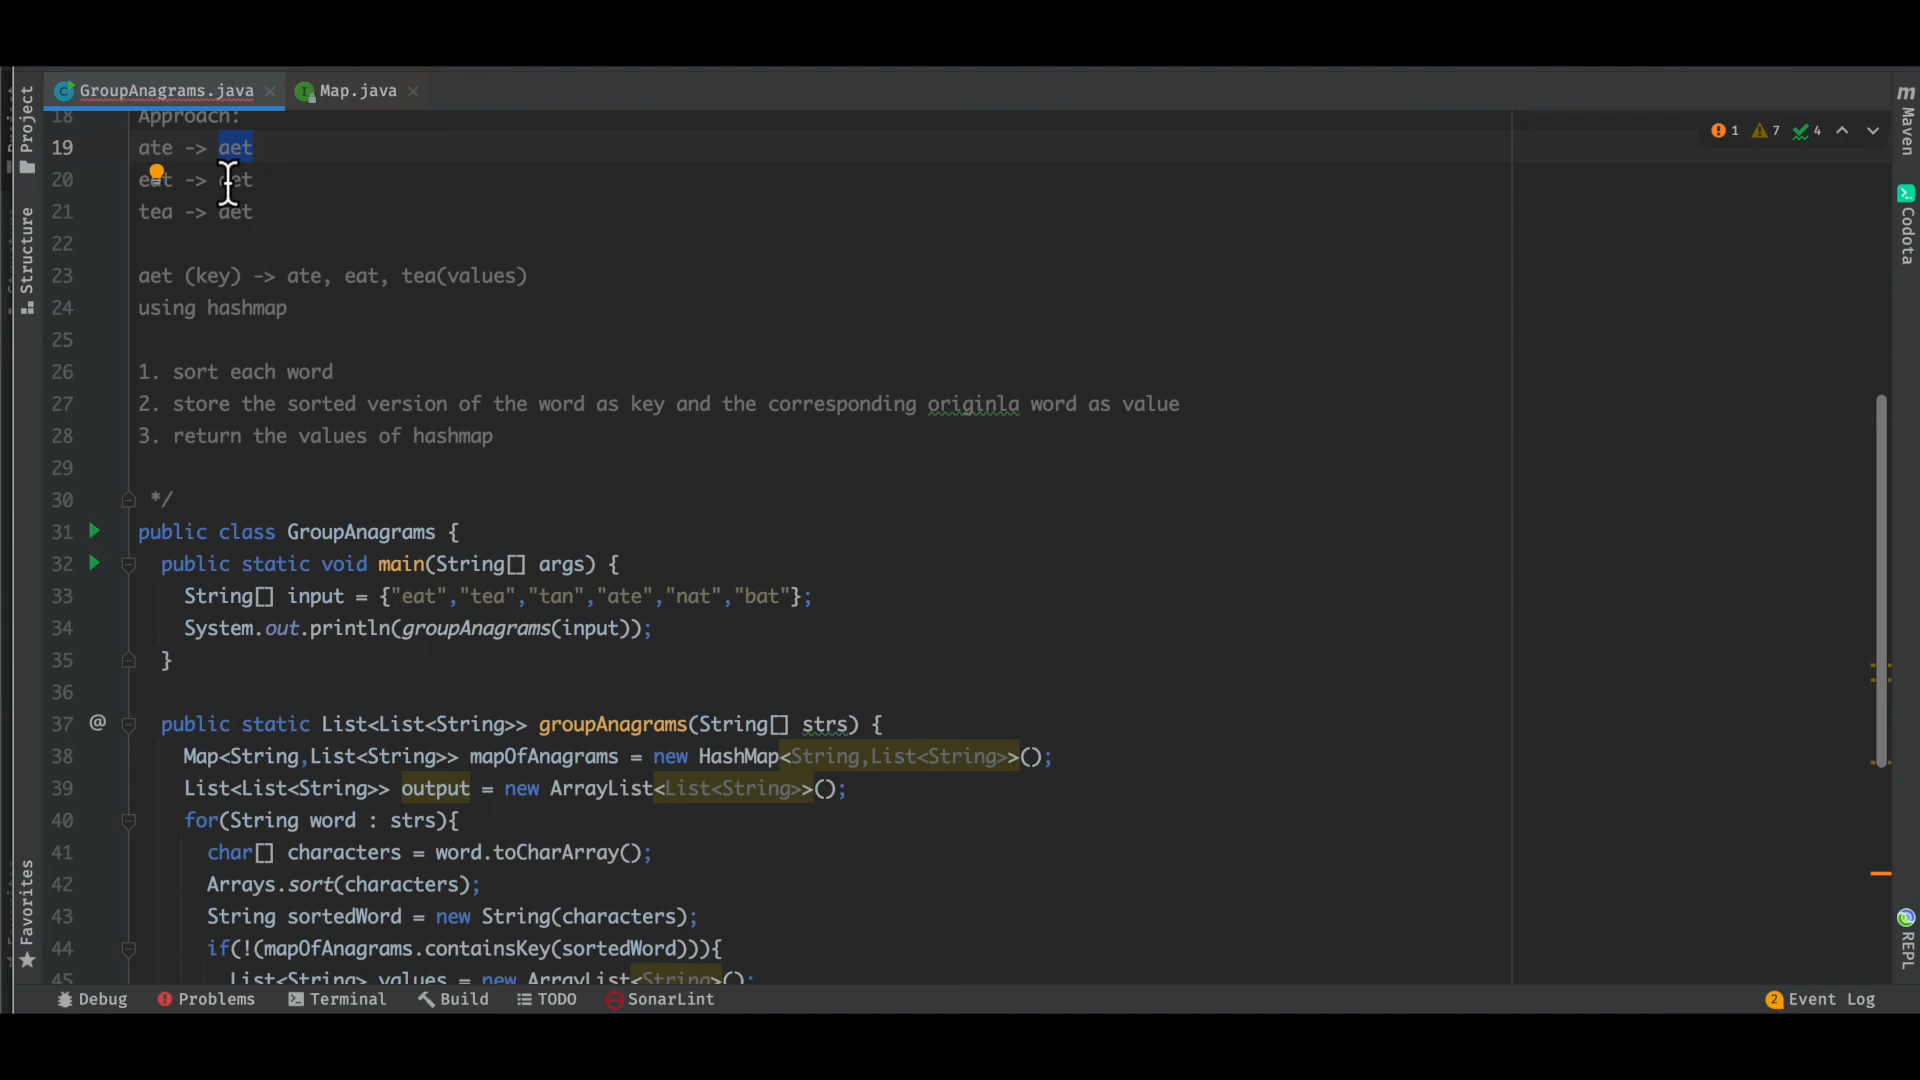 GroupAnagrams.java
Map.java
Project
Structure
Favorites
Maven
Codota
REPL
1 7 4
18 Approach:
19 ate -> aet
20 eat -> aet
21 tea -> aet
22
23 aet (key) -> ate, eat, tea(values)
24 using hashmap
25
26 1. sort each word
27 2. store the sorted version of the word as key and the corresponding originla word as value
28 3. return the values of hashmap
29
30 */
31 public class GroupAnagrams {
32 public static void main(String[] args) {
33 String[] input = {"eat","tea","tan","ate","nat","bat"};
34 System.out.println(groupAnagrams(input));
35 }
36
37 @ public static List<List<String>> groupAnagrams(String[] strs) {
38 Map<String,List<String>> mapOfAnagrams = new HashMap<String,List<String>>();
39 List<List<String>> output = new ArrayList<List<String>>();
40 for(String word : strs){
41 char[] characters = word.toCharArray();
42 Arrays.sort(characters);
43 String sortedWord = new String(characters);
44 if(!(mapOfAnagrams.containsKey(sortedWord))){
45 List<String> values = new ArrayList<String>();
Debug Problems Terminal Build TODO SonarLint 2 Event Log